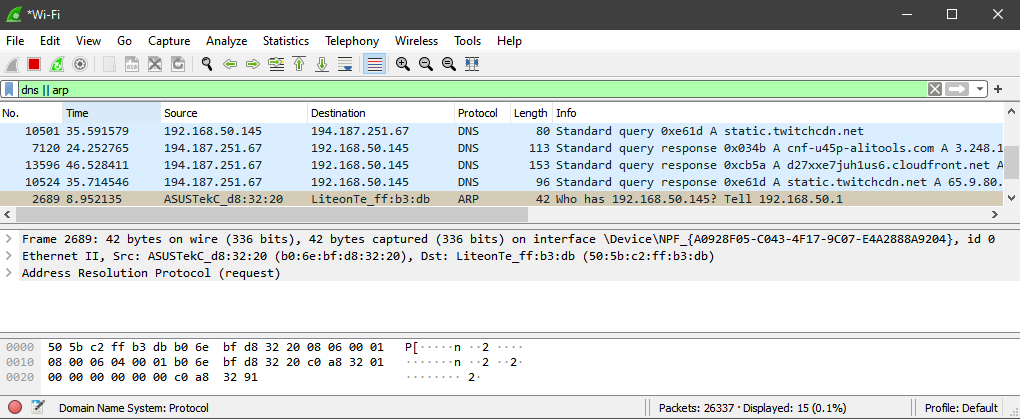 *Wi-Fi
File Edit View Go Capture Analyze Statistics Telephony Wireless Tools Help
dns || arp
No. Time Source Destination Protocol Length Info
10501 35.591579 192.168.50.145 194.187.251.67 DNS 80 Standard query 0xe61d A static.twitchcdn.net
7120 24.252765 194.187.251.67 192.168.50.145 DNS 113 Standard query response 0x034b A cnf-u45p-alitools.com A 3.248.1
13596 46.528411 194.187.251.67 192.168.50.145 DNS 153 Standard query response 0xcb5a A d27xxe7juh1us6.cloudfront.net A
10524 35.714546 194.187.251.67 192.168.50.145 DNS 96 Standard query response 0xe61d A static.twitchcdn.net A 65.9.80.
2689 8.952135 ASUSTekC_d8:32:20 LiteonTe_ff:b3:db ARP 42 Who has 192.168.50.145? Tell 192.168.50.1
Frame 2689: 42 bytes on wire (336 bits), 42 bytes captured (336 bits) on interface \Device\NPF_{A0928F05-C043-4F17-9C07-E4A2888A9204}, id 0
Ethernet II, Src: ASUSTekC_d8:32:20 (b0:6e:bf:d8:32:20), Dst: LiteonTe_ff:b3:db (50:5b:c2:ff:b3:db)
Address Resolution Protocol (request)
0000 50 5b c2 ff b3 db b0 6e bf d8 32 20 08 06 00 01 P[·····n ··2 ····
0010 08 00 06 04 00 01 b0 6e bf d8 32 20 c0 a8 32 01 ·······n ··2 ··2·
0020 00 00 00 00 00 00 c0 a8 32 91 ········ 2·
Domain Name System: Protocol Packets: 26337 · Displayed: 15 (0.1%) Profile: Default